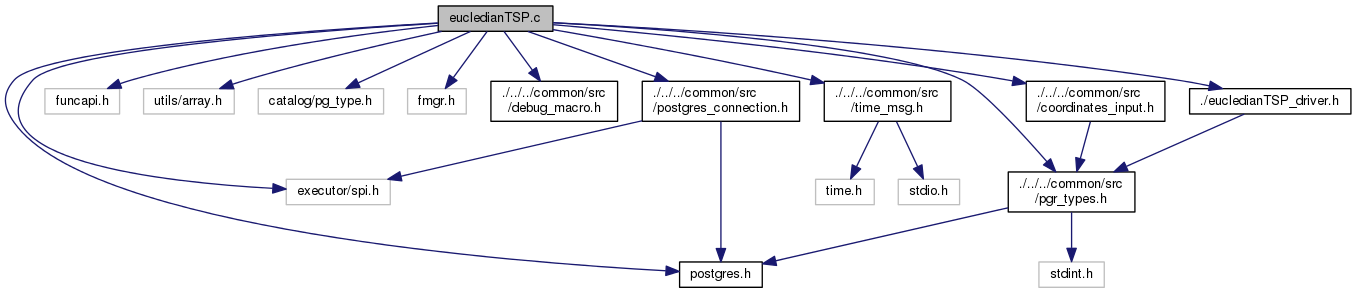 eucledianTSP.c
funcapi.h
utils/array.h
catalog/pg_type.h
fmgr.h
./../../common/src
/debug_macro.h
./../../common/src
/postgres_connection.h
./../../common/src
/time_msg.h
./../../common/src
/coordinates_input.h
./eucledianTSP_driver.h
executor/spi.h
time.h
stdio.h
./../../common/src
/pgr_types.h
postgres.h
stdint.h